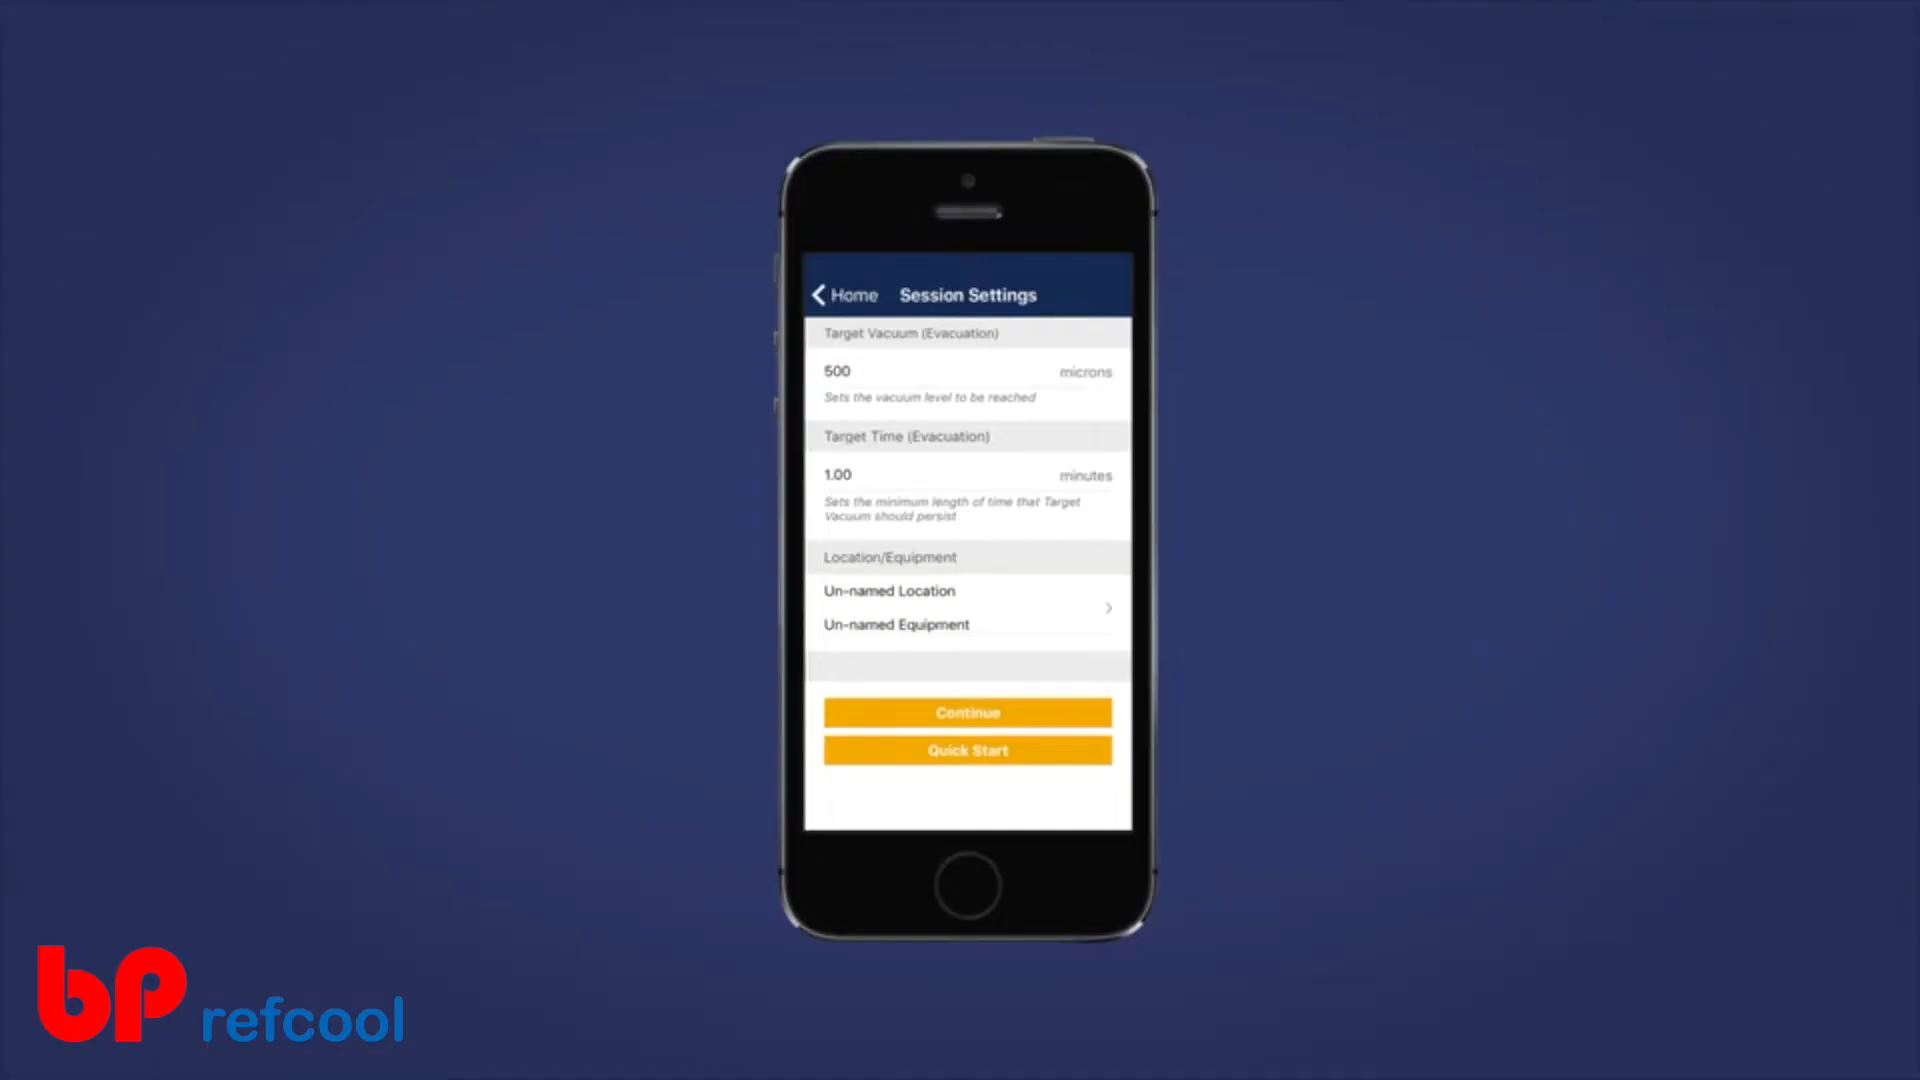 Home Session Settings
Target Vacuum (Evacuation)
500 microns
Sets the vacuum level to be reached
Target Time (Evacuation)
1.00 minutes
Sets the minimum length of time that Target
Vacuum should persist
Location/Equipment
Un-named Location
Un-named Equipment
Continue
Quick Start
bp refcool